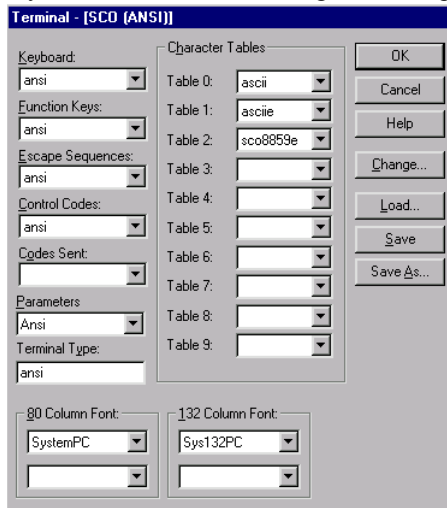 Terminal - [SCO (ANSI)]
Keyboard:
ansi
Function Keys:
ansi
Escape Sequences:
ansi
Control Codes:
ansi
Codes Sent:
Parameters
Ansi
Terminal Type:
ansi
Character Tables
Table 0: ascii
Table 1: asciie
Table 2: sco8859e
Table 3:
Table 4:
Table 5:
Table 6:
Table 7:
Table 8:
Table 9:
OK
Cancel
Help
Change...
Load...
Save
Save As...
80 Column Font:
SystemPC
132 Column Font:
Sys132PC